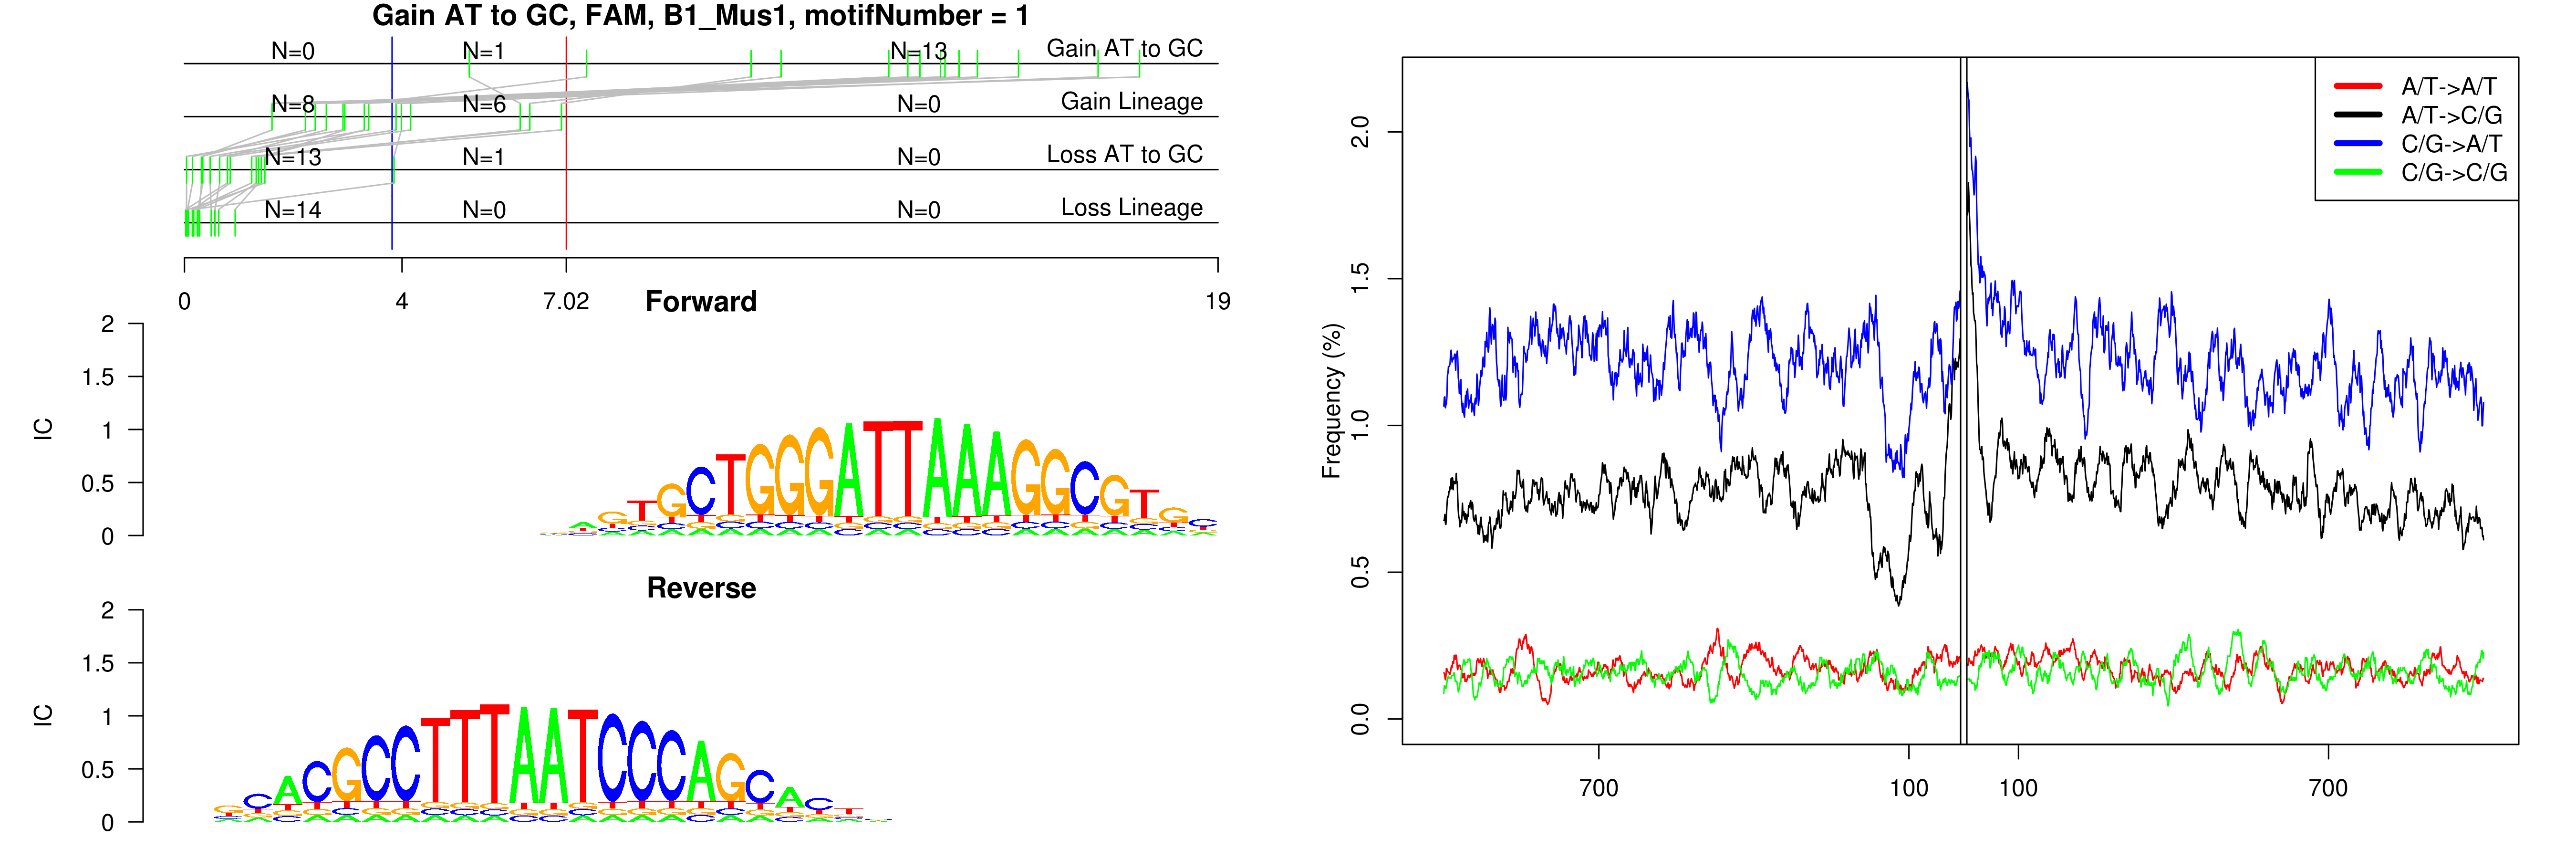 Gain AT to GC, FAM, B1_Mus1, motifNumber = 1
N=0 N=1 N=13 Gain AT to GC
N=8 N=6 N=0 Gain Lineage
N=13 N=1 N=0 Loss AT to GC
N=14 N=0 N=0 Loss Lineage
0 4 7.02 19
Forward
2
1.5
1
0.5
0
IC
TGCTGGGATTAAAGGCGTG
Reverse
2
1.5
1
0.5
0
IC
CACGCCTTTAATCCCAGCAC
A/T->A/T
A/T->C/G
C/G->A/T
C/G->C/G
2.0
1.5
1.0
0.5
0.0
Frequency (%)
700 100 100 700